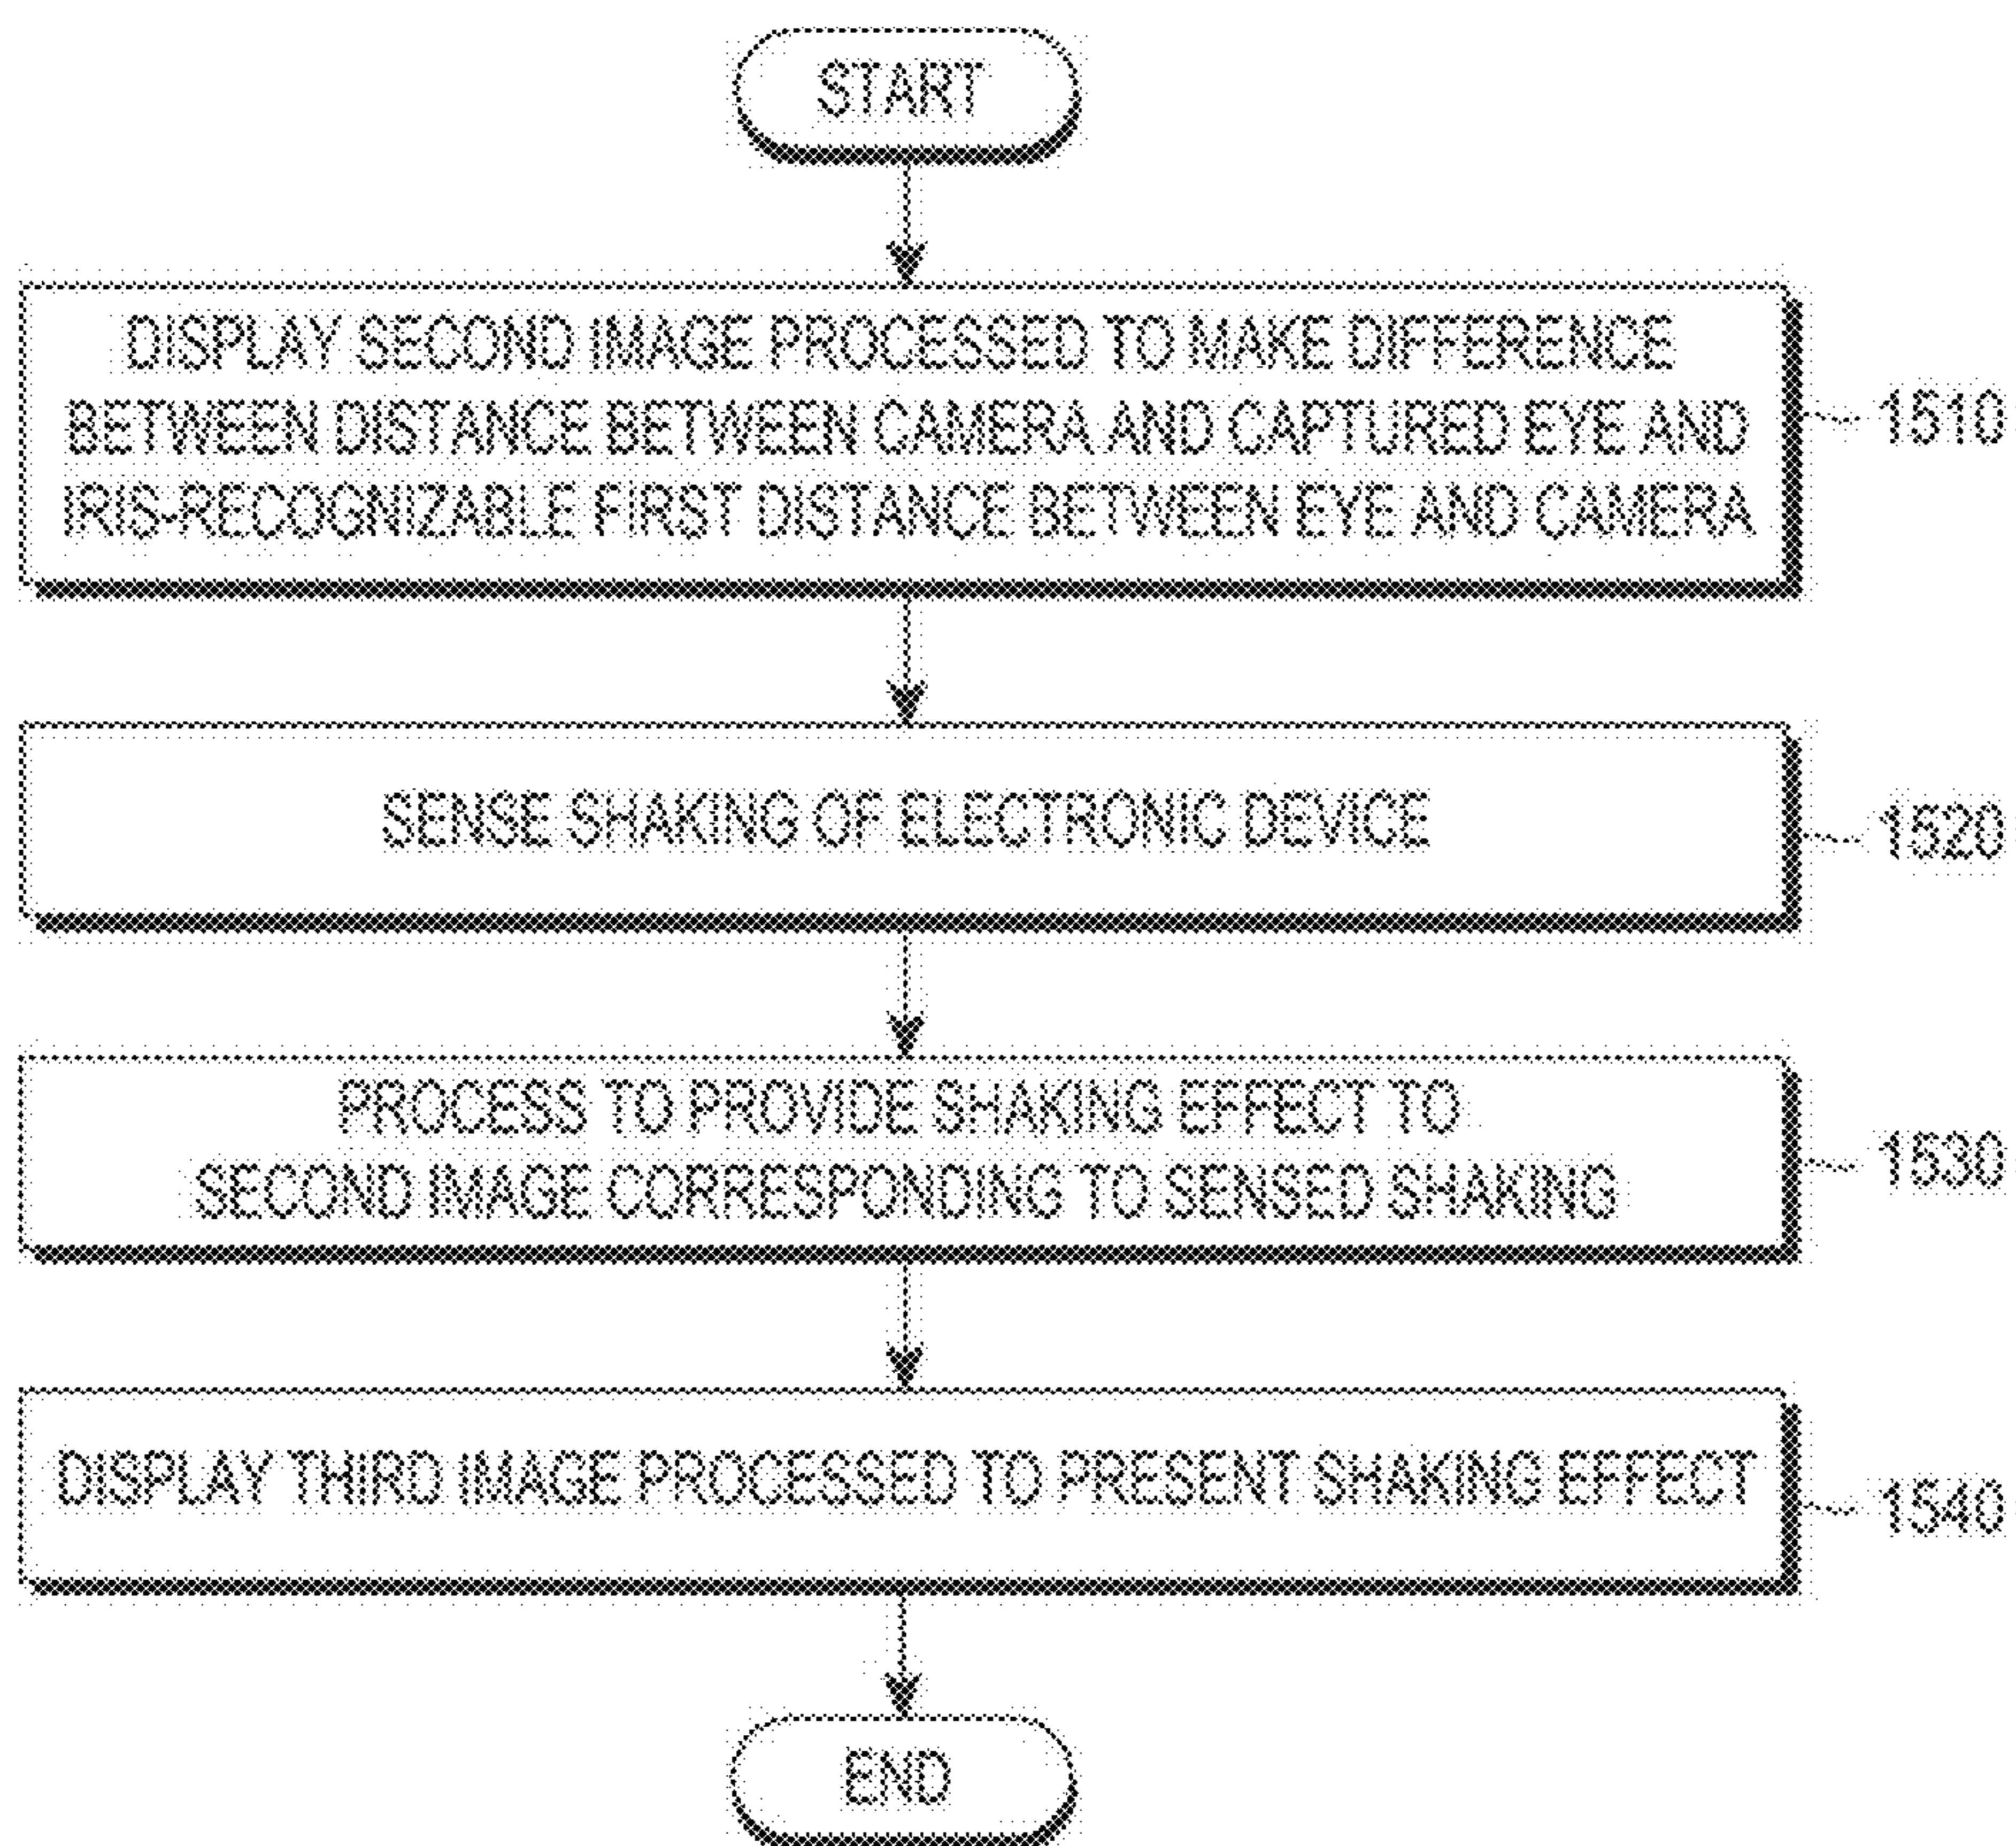 START
DISPLAY SECOND IMAGE PROCESSED TO MAKE DIFFERENCE
BETWEEN DISTANCE BETWEEN CAMERA AND CAPTURED EYE AND
IRIS-RECOGNIZABLE FIRST DISTANCE BETWEEN EYE AND CAMERA
1510
SENSE SHAKING OF ELECTRONIC DEVICE
1520
PROCESS TO PROVIDE SHAKING EFFECT TO
SECOND IMAGE CORRESPONDING TO SENSED SHAKING
1530
DISPLAY THIRD IMAGE PROCESSED TO PRESENT SHAKING EFFECT
1540
END